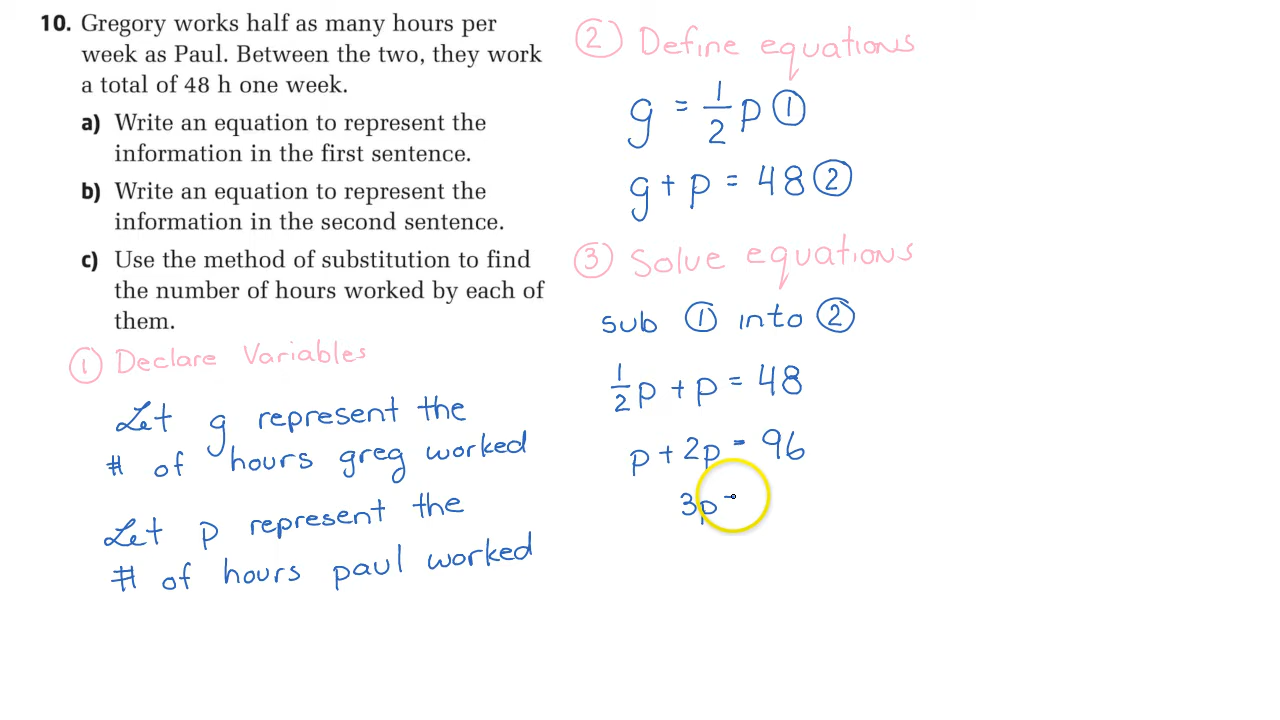 10. Gregory works half as many hours per
week as Paul. Between the two, they work
a total of 48 h one week.
a) Write an equation to represent the
information in the first sentence.
b) Write an equation to represent the
information in the second sentence.
c) Use the method of substitution to find
the number of hours worked by each of
them.
① Declare Variables
Let g represent the
# of hours greg worked
Let p represent the
# of hours paul worked
② Define equations
g = 1/2 p ①
g + p = 48 ②
③ Solve equations
sub ① into ②
1/2 p + p = 48
p + 2p = 96
3p -